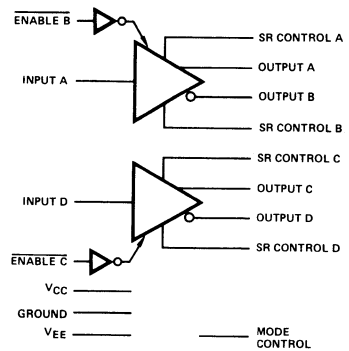 ENABLE B
SR CONTROL A
OUTPUT A
INPUT A
OUTPUT B
SR CONTROL B
SR CONTROL C
OUTPUT C
INPUT D
OUTPUT D
SR CONTROL D
ENABLE C
VCC
GROUND
VEE
MODE
CONTROL